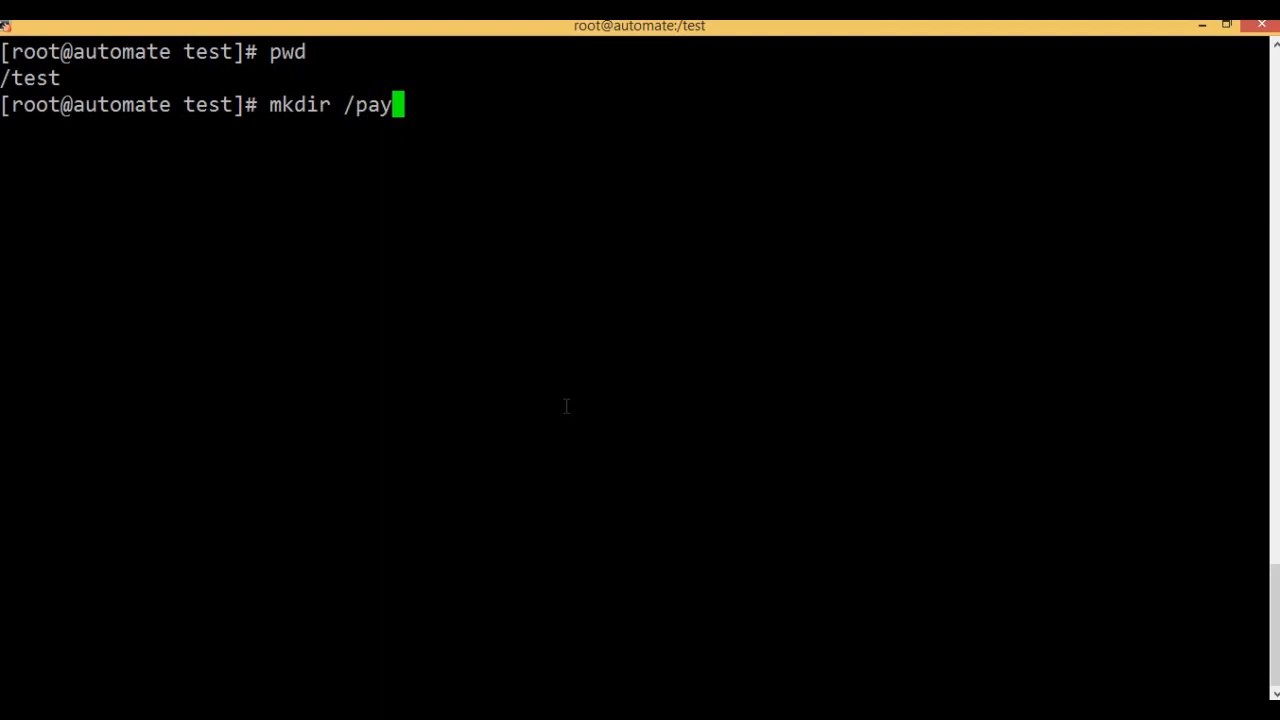 root@automate:/test
[root@automate test]# pwd
/test
[root@automate test]# mkdir /pay